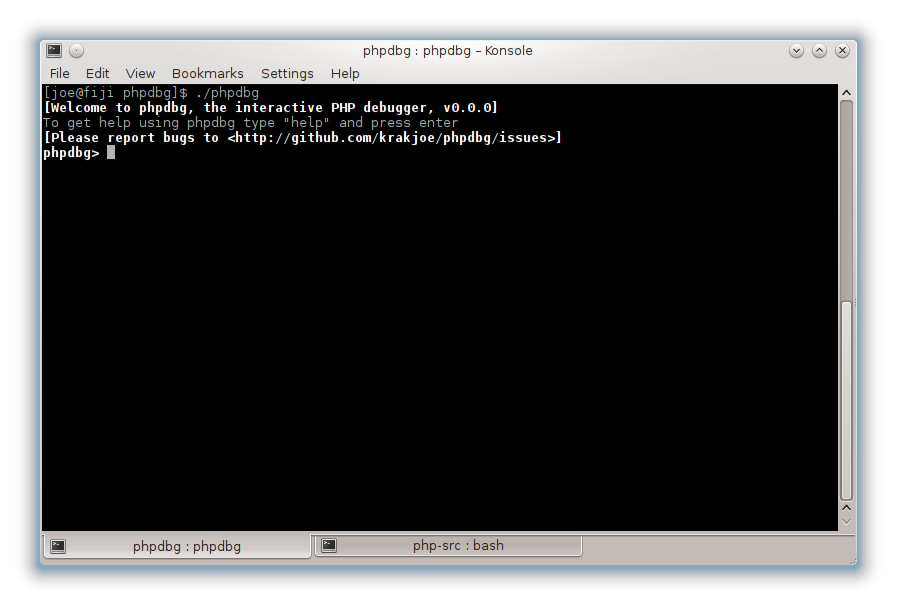 phpdbg : phpdbg – Konsole
File Edit View Bookmarks Settings Help
[joe@fiji phpdbg]$ ./phpdbg
[Welcome to phpdbg, the interactive PHP debugger, v0.0.0]
To get help using phpdbg type "help" and press enter
[Please report bugs to <http://github.com/krakjoe/phpdbg/issues>]
phpdbg>
phpdbg : phpdbg
php-src : bash